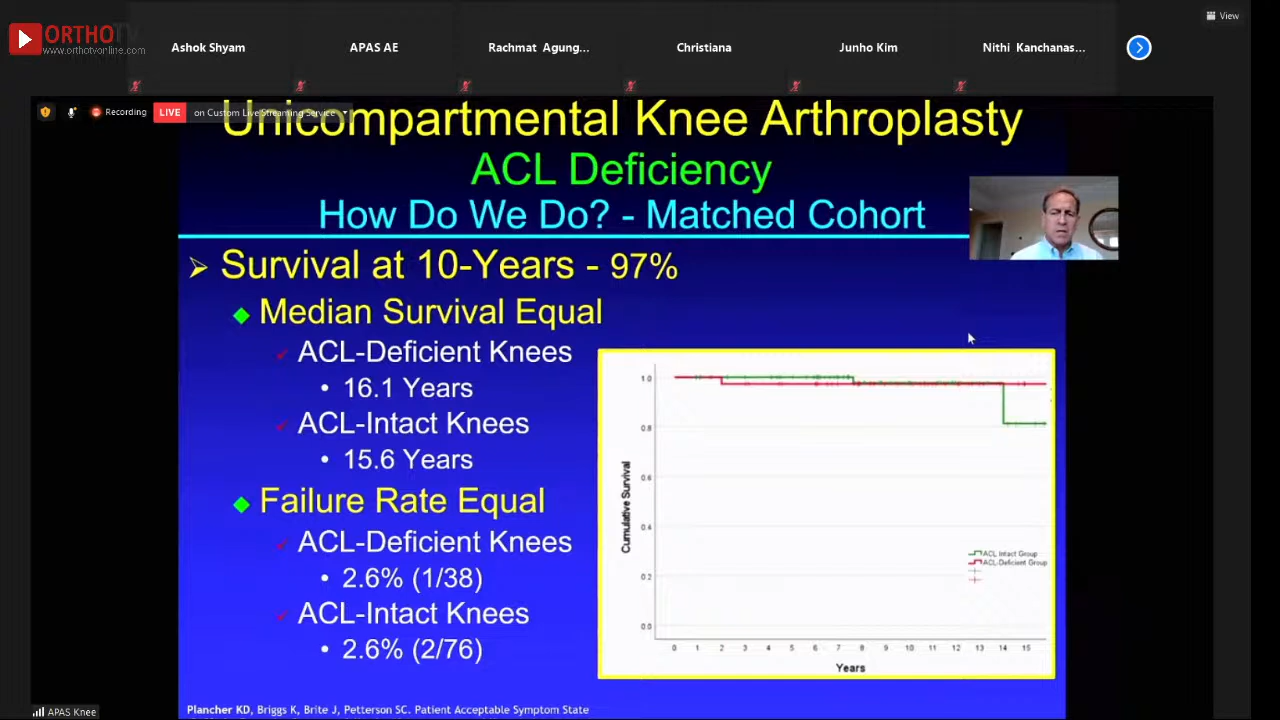 ORTHOTV
www.orthotvonline.com
View
Ashok Shyam
APAS AE
Rachmat Agung...
Christiana
Junho Kim
Nithi Kanchanas...
Recording
LIVE
on Custom Live Streaming Service
Unicompartmental Knee Arthroplasty
ACL Deficiency
How Do We Do? - Matched Cohort
Survival at 10-Years - 97%
Median Survival Equal
ACL-Deficient Knees
• 16.1 Years
ACL-Intact Knees
• 15.6 Years
Failure Rate Equal
ACL-Deficient Knees
• 2.6% (1/38)
ACL-Intact Knees
• 2.6% (2/76)
Cumulative Survival
1.0
0.8
0.6
0.4
0.2
0.0
ACL Intact Group
ACL-Deficient Group
0 1 2 3 4 5 6 7 8 9 10 11 12 13 14 15
Years
Plancher KD, Briggs K, Brite J, Petterson SC. Patient Acceptable Symptom State
APAS Knee